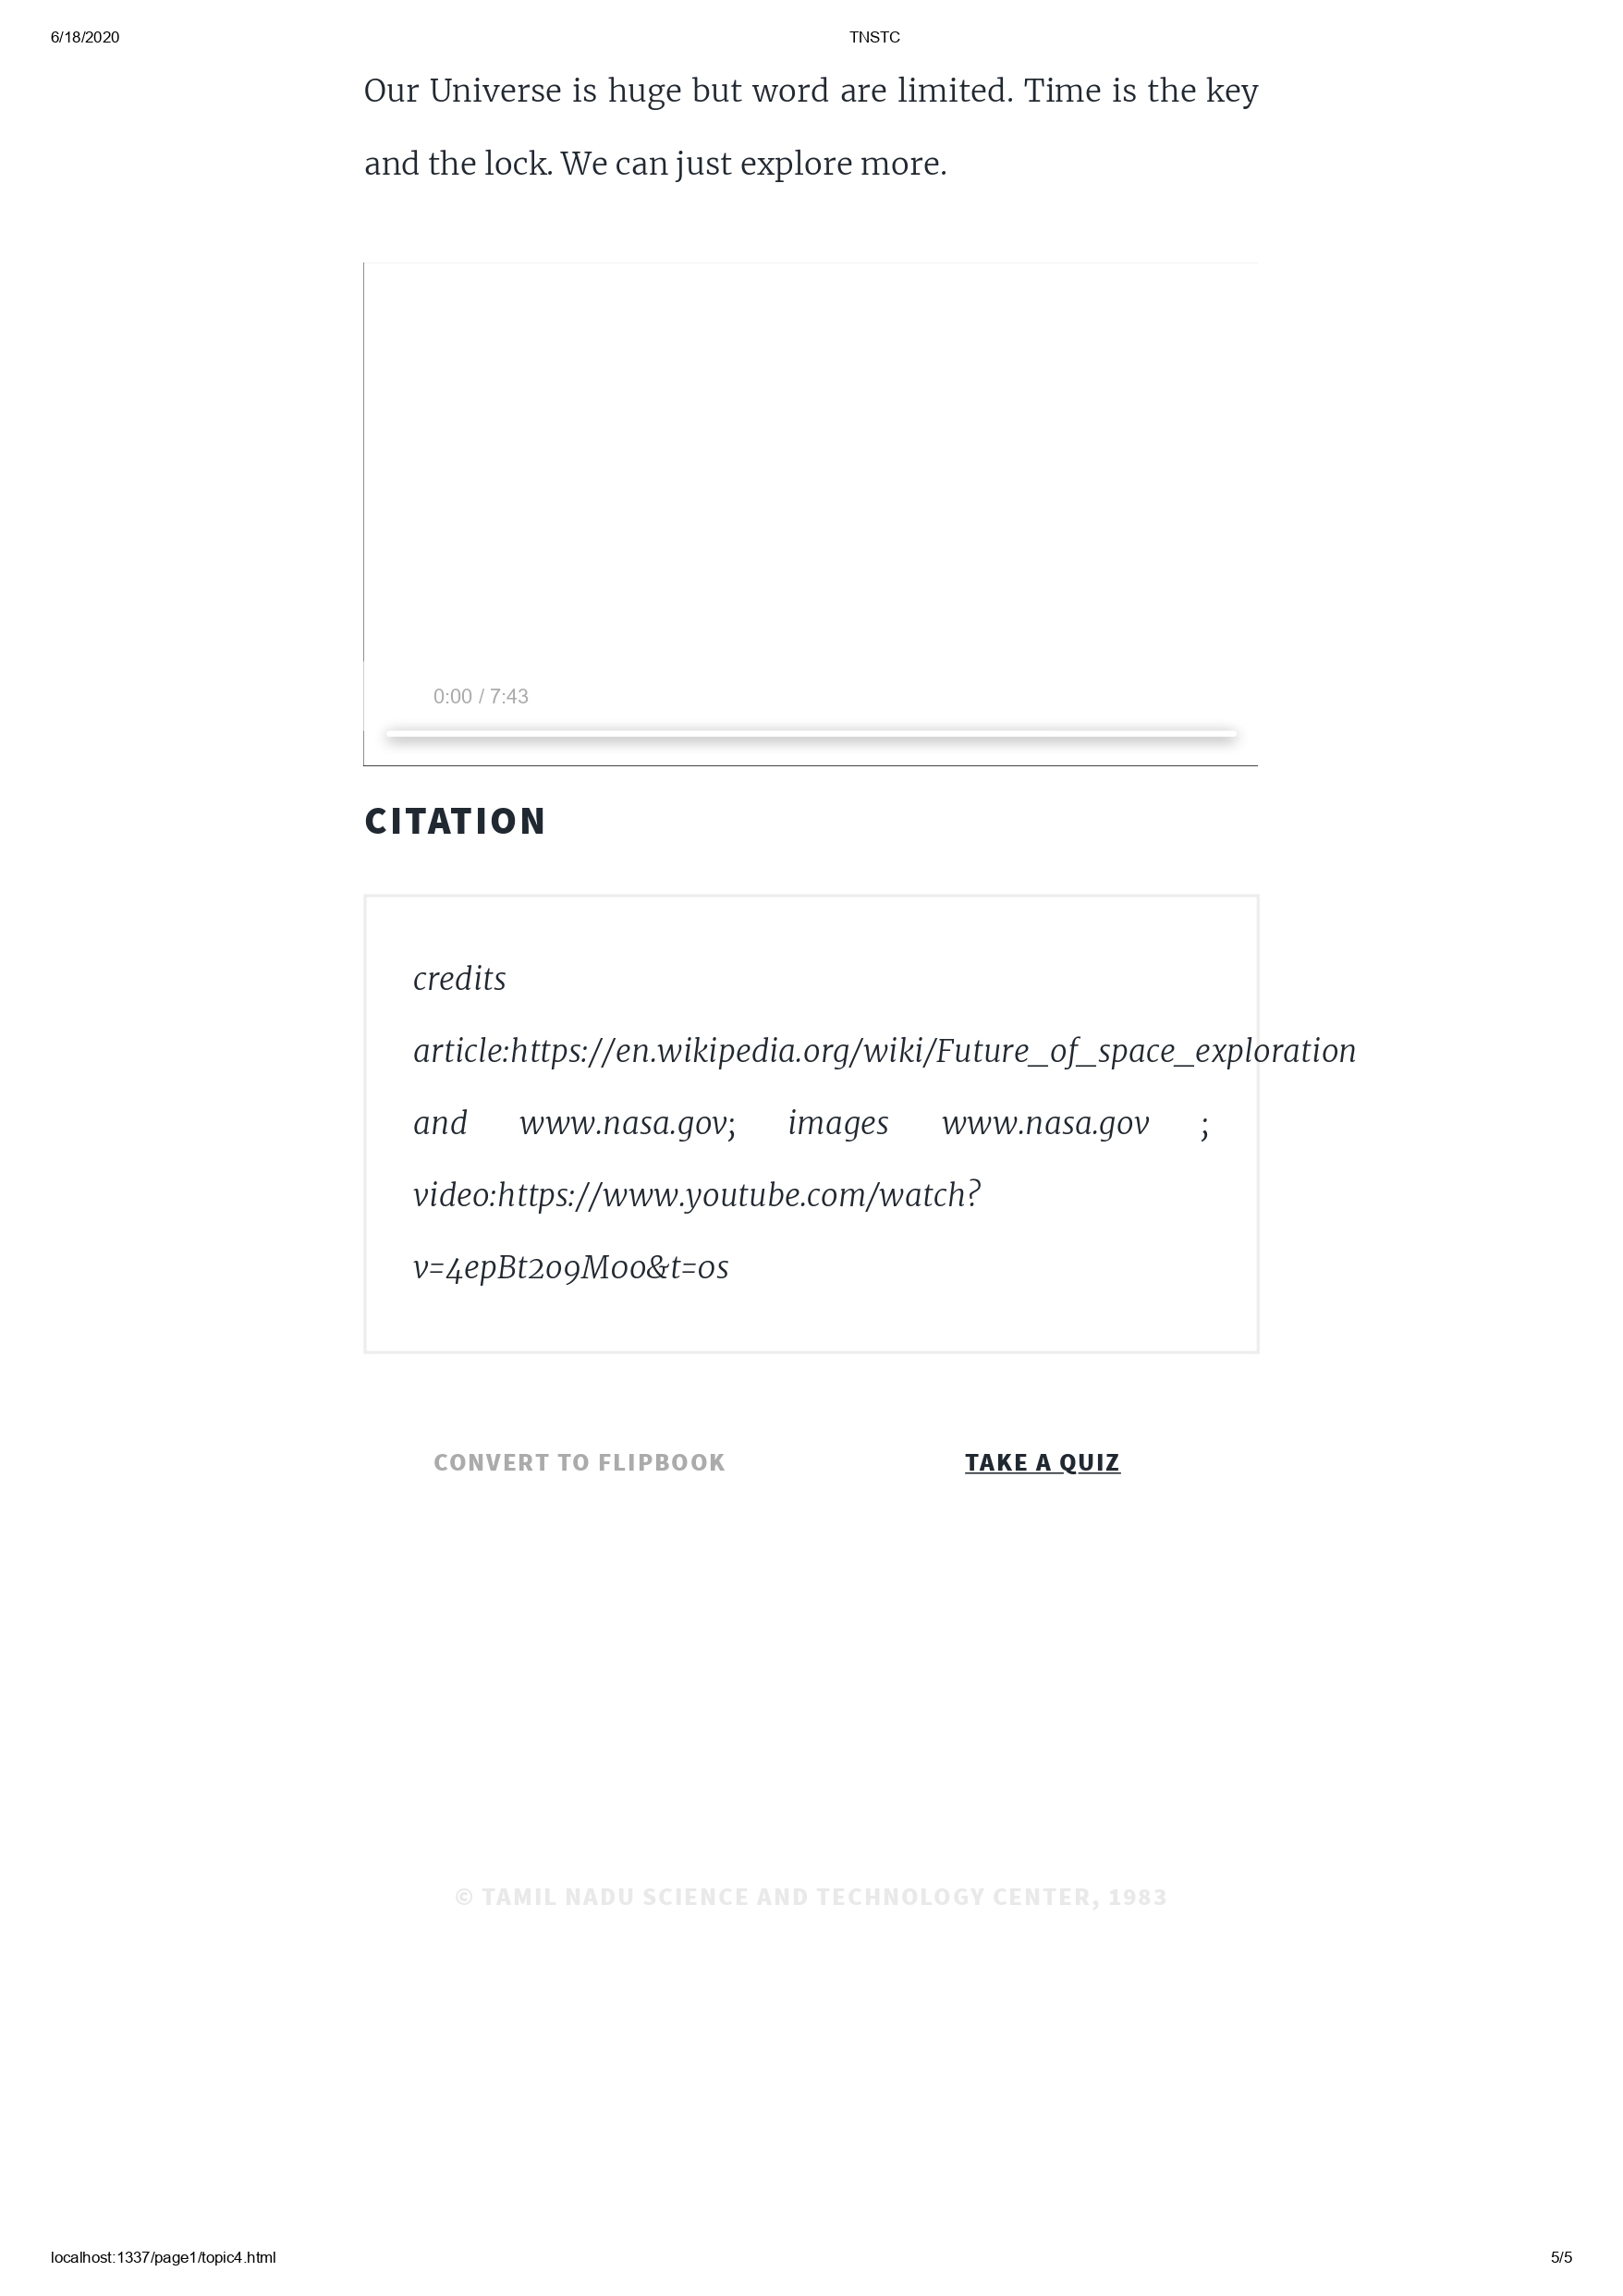 6/18/2020 TNSTC
Our Universe is huge but word are limited. Time is the key
and the lock. We can just explore more.
0:00 / 7:43
CITATION
credits
article:https://en.wikipedia.org/wiki/Future_of_space_exploration
and www.nasa.gov; images www.nasa.gov ;
video:https://www.youtube.com/watch?
v=4epBt2o9Moo&t=0s
CONVERT TO FLIPBOOK TAKE A QUIZ
© TAMIL NADU SCIENCE AND TECHNOLOGY CENTER, 1983
localhost:1337/page1/topic4.html 5/5